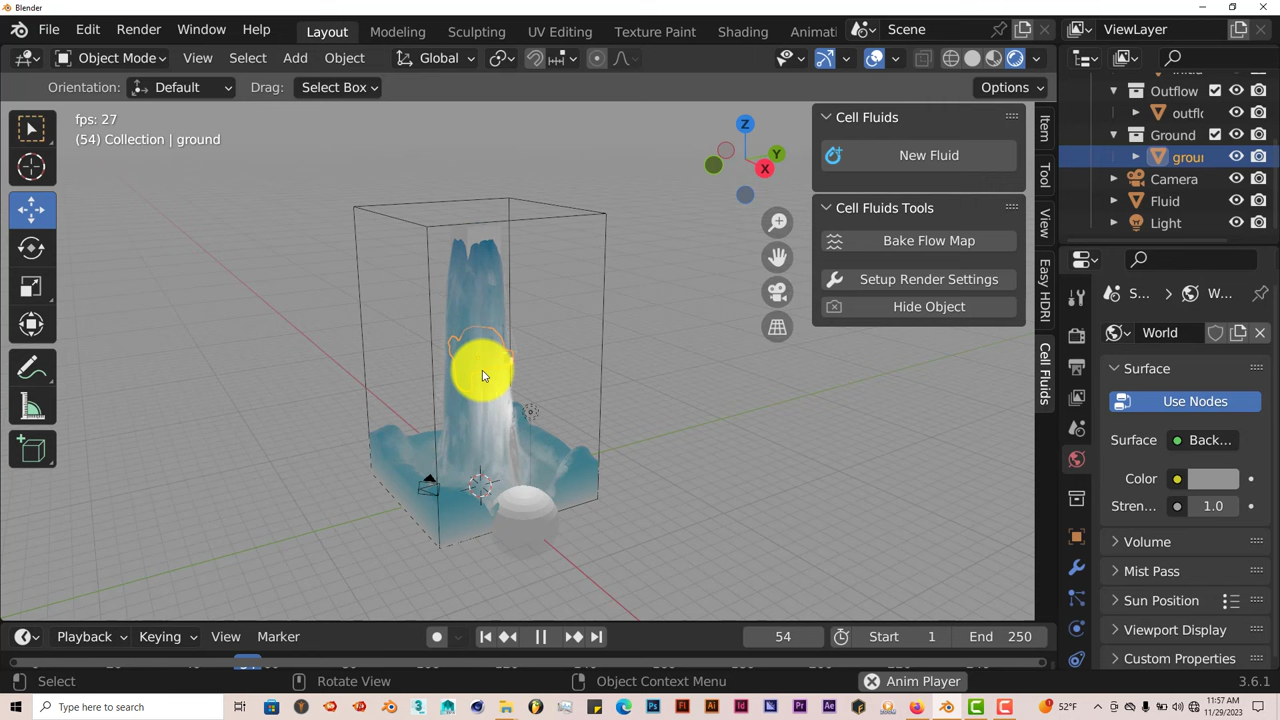 Blender
File Edit Render Window Help Layout Modeling Sculpting UV Editing Texture Paint Shading Scene ViewLayer
Object Mode View Select Add Object Global
Orientation: Default Drag: Select Box Options
fps: 27
(54) Collection | ground
Z
Y
X
Cell Fluids
New Fluid
Cell Fluids Tools
Bake Flow Map
Setup Render Settings
Hide Object
Item
Tool
View
Easy HDRI
Cell Fluids
Outflow
outflo
Ground
groun
Camera
Fluid
Light
S... W...
World
Surface
Use Nodes
Surface Back...
Color
Stren... 1.0
Volume
Mist Pass
Sun Position
Viewport Display
Custom Properties
Playback Keying View Marker 54 Start 1 End 250
Select Rotate View Object Context Menu Anim Player 3.6.1
Type here to search
52°F
11:57 AM
11/29/2023